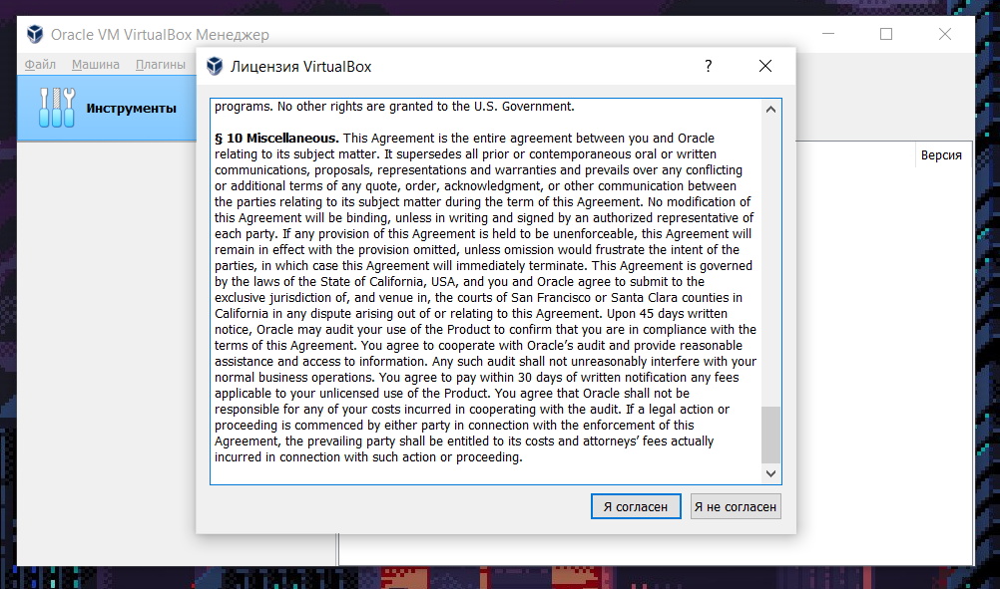 Oracle VM VirtualBox Менеджер
Файл Машина Плагины
Инструменты
Версия
Лицензия VirtualBox
?
programs. No other rights are granted to the U.S. Government.
§ 10 Miscellaneous. This Agreement is the entire agreement between you and Oracle
relating to its subject matter. It supersedes all prior or contemporaneous oral or written
communications, proposals, representations and warranties and prevails over any conflicting
or additional terms of any quote, order, acknowledgment, or other communication between
the parties relating to its subject matter during the term of this Agreement. No modification of
this Agreement will be binding, unless in writing and signed by an authorized representative of
each party. If any provision of this Agreement is held to be unenforceable, this Agreement will
remain in effect with the provision omitted, unless omission would frustrate the intent of the
parties, in which case this Agreement will immediately terminate. This Agreement is governed
by the laws of the State of California, USA, and you and Oracle agree to submit to the
exclusive jurisdiction of, and venue in, the courts of San Francisco or Santa Clara counties in
California in any dispute arising out of or relating to this Agreement. Upon 45 days written
notice, Oracle may audit your use of the Product to confirm that you are in compliance with the
terms of this Agreement. You agree to cooperate with Oracle’s audit and provide reasonable
assistance and access to information. Any such audit shall not unreasonably interfere with your
normal business operations. You agree to pay within 30 days of written notification any fees
applicable to your unlicensed use of the Product. You agree that Oracle shall not be
responsible for any of your costs incurred in cooperating with the audit. If a legal action or
proceeding is commenced by either party in connection with the enforcement of this
Agreement, the prevailing party shall be entitled to its costs and attorneys’ fees actually
incurred in connection with such action or proceeding.
Я согласен Я не согласен